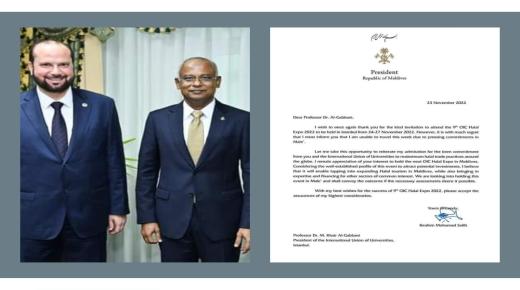 President
Republic of Maldives
23 November 2022
Dear Professor Dr. Al-Gabbani,
I wish to once again thank you for the kind invitation to attend the 9th OIC Halal
Expo 2022 to be held in Istanbul from 24-27 November 2022. However, it is with much regret
that I must inform you that I am unable to travel this week due to pressing commitments in
Male'.
Let me take this opportunity to reiterate my admiration for the keen commitment
from you and the International Union of Universities to mainstream halal trade practices around
the globe. I remain appreciative of your interest to hold the next OIC Halal Expo in Maldives.
Considering the well-established profile of this event to attract potential investments, I believe
that it will enable tapping into expanding Halal tourism in Maldives, while also bringing in
expertise and financing for other sectors of common interest. We are looking into holding this
event in Male' and shall convey the outcome if the necessary assessments deem it possible.
With my best wishes for the success of 9th OIC Halal Expo 2022, please accept the
assurances of my highest consideration.
Yours
Ibrahim Mohamed Solih
Professor Dr. M. Khair Al-Gabbani
President of the International Union of Universities,
Istanbul.